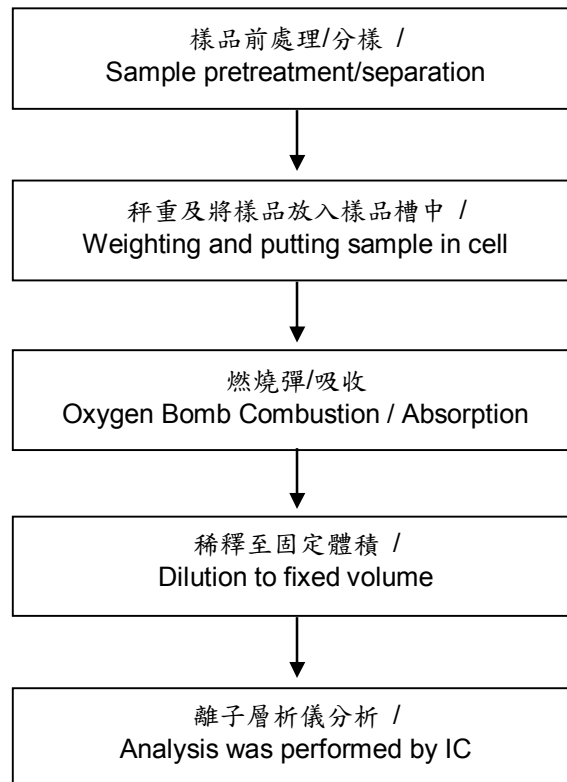 樣品前處理/分樣 /
Sample pretreatment/separation
秤重及將樣品放入樣品槽中 /
Weighting and putting sample in cell
燃燒彈/吸收
Oxygen Bomb Combustion / Absorption
稀釋至固定體積 /
Dilution to fixed volume
離子層析儀分析 /
Analysis was performed by IC